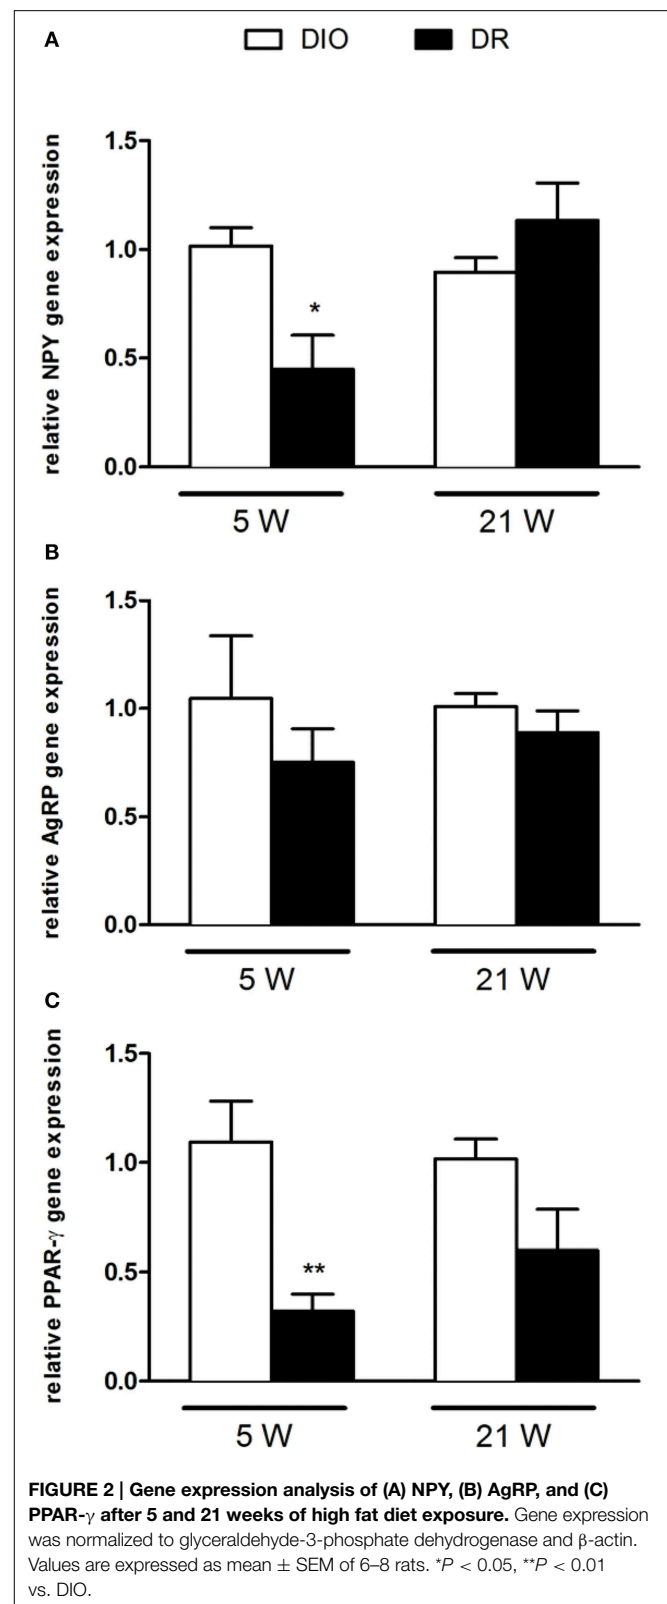 A
DIO DR
relative NPY gene expression
1.5
1.0
0.5
0.0
*
5 W 21 W
B
relative AgRP gene expression
1.5
1.0
0.5
0.0
5 W 21 W
C
relative PPAR-γ gene expression
1.5
1.0
0.5
0.0
**
5 W 21 W
FIGURE 2 | Gene expression analysis of (A) NPY, (B) AgRP, and (C)
PPAR-γ after 5 and 21 weeks of high fat diet exposure. Gene expression
was normalized to glyceraldehyde-3-phosphate dehydrogenase and β-actin.
Values are expressed as mean ± SEM of 6–8 rats. *P < 0.05, **P < 0.01
vs. DIO.